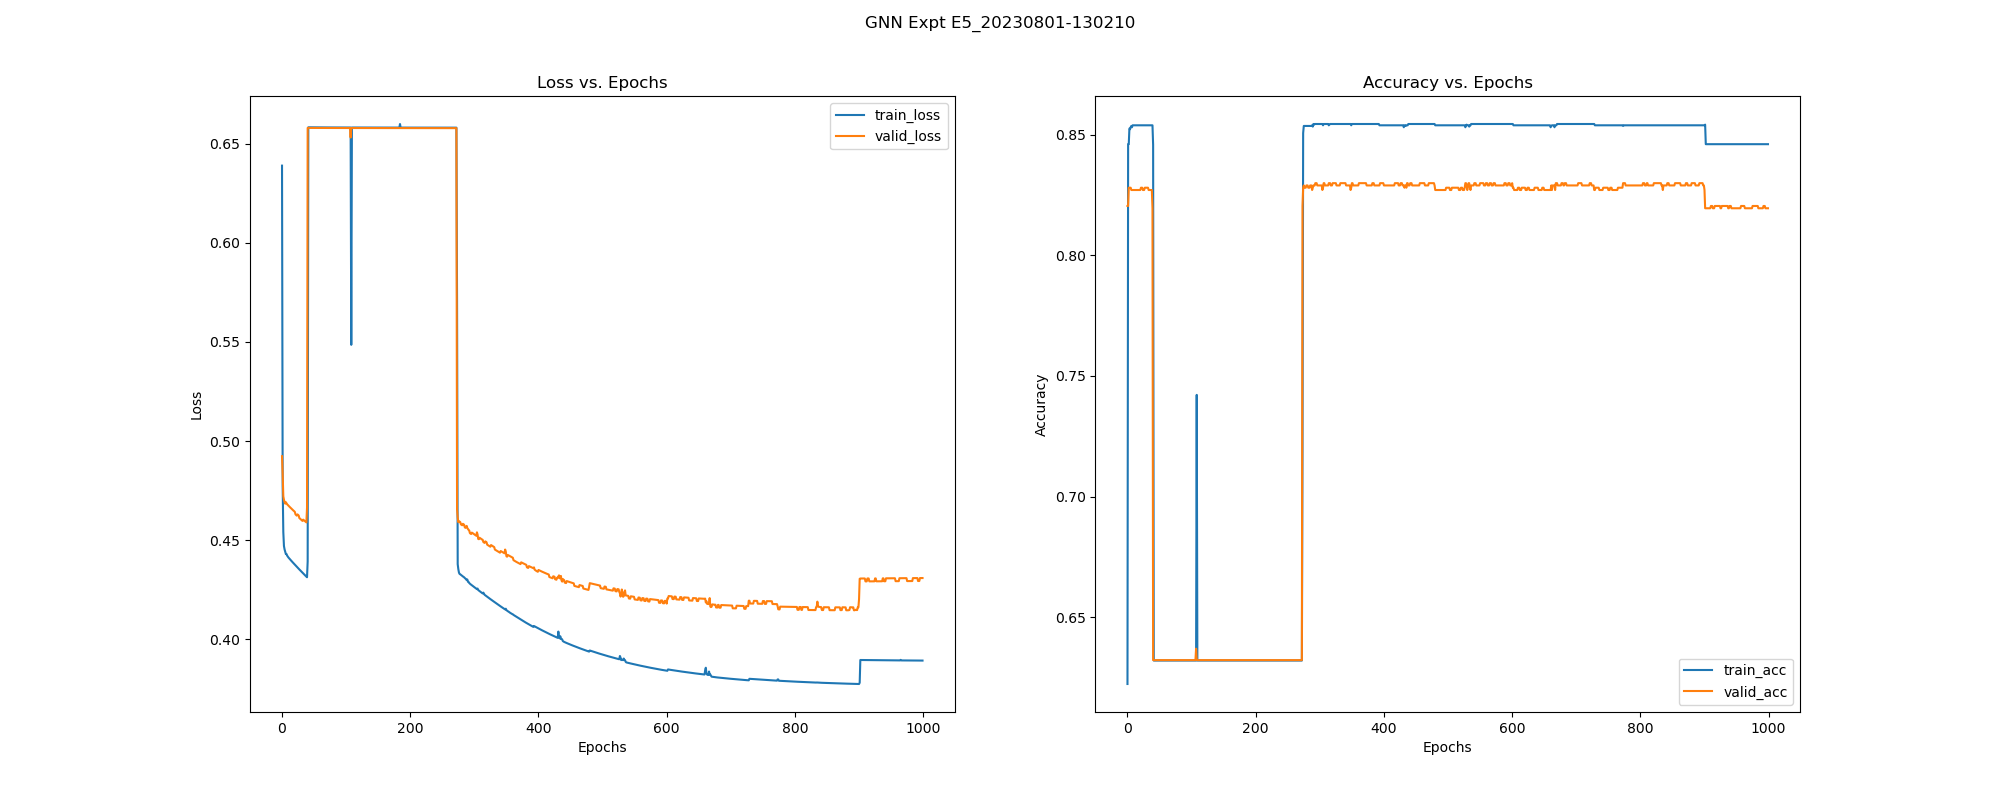 GNN Expt E5_20230801-130210
Loss vs. Epochs
train_loss
valid_loss
0.65
0.60
0.55
0.50
0.45
0.40
Loss
0 200 400 600 800 1000
Epochs
Accuracy vs. Epochs
0.85
0.80
0.75
0.70
0.65
Accuracy
train_acc
valid_acc
0 200 400 600 800 1000
Epochs